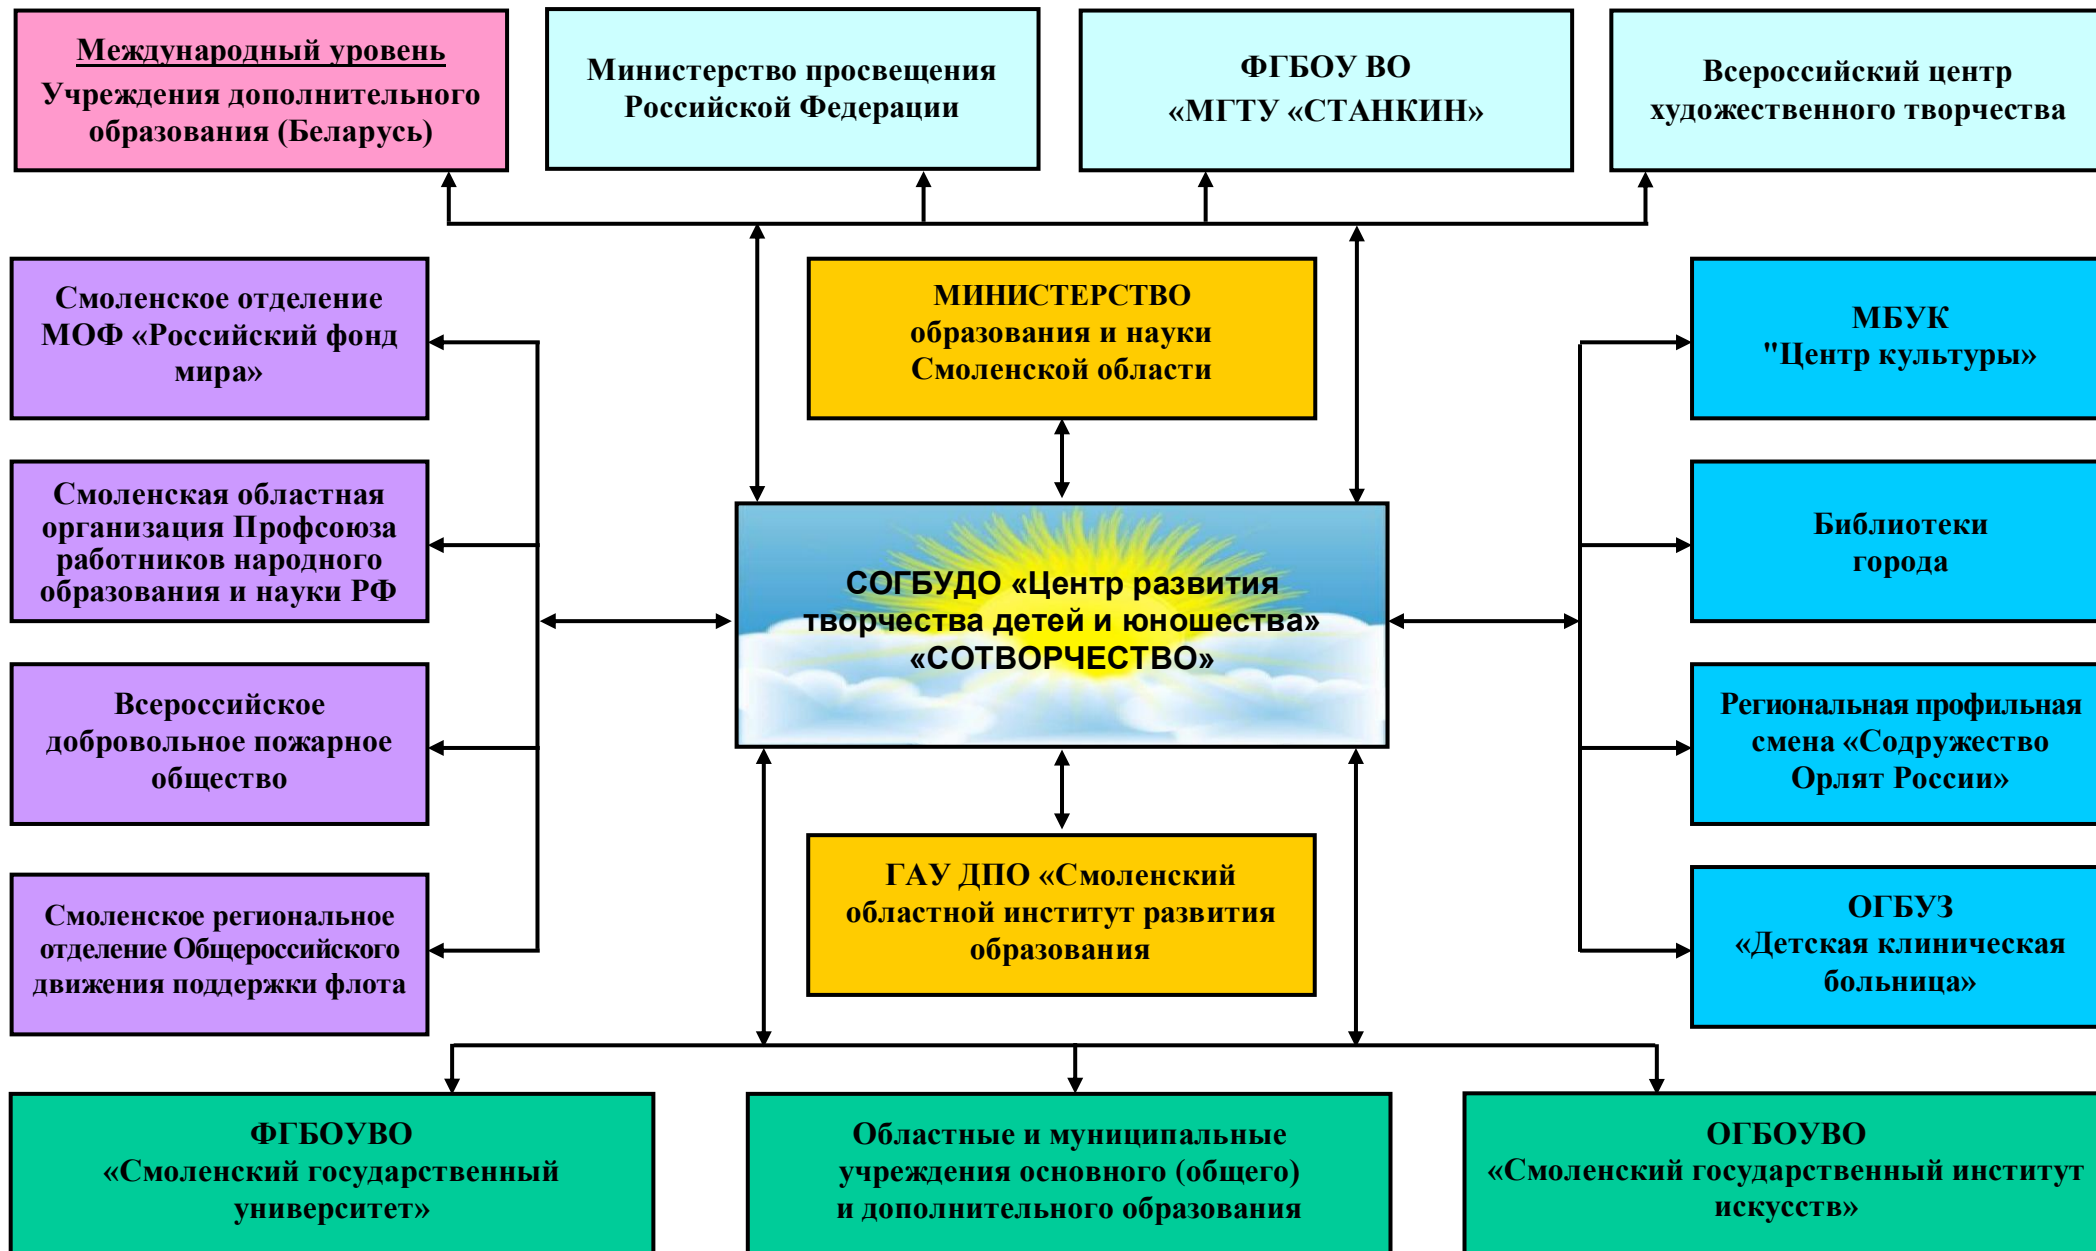 Международный уровень
Учреждения дополнительного
образования (Беларусь)
Министерство просвещения
Российской Федерации
ФГБОУ ВО
«МГТУ «СТАНКИН»
Всероссийский центр
художественного творчества
Смоленское отделение
МОФ «Российский фонд
мира»
МИНИСТЕРСТВО
образования и науки
Смоленской области
МБУК
"Центр культуры»
Смоленская областная
организация Профсоюза
работников народного
образования и науки РФ
СОГБУДО «Центр развития
творчества детей и юношества»
«СОТВОРЧЕСТВО»
Библиотеки
города
Всероссийское
добровольное пожарное
общество
Региональная профильная
смена «Содружество
Орлят России»
Смоленское региональное
отделение Общероссийского
движения поддержки флота
ГАУ ДПО «Смоленский
областной институт развития
образования
ОГБУЗ
«Детская клиническая
больница»
ФГБОУВО
«Смоленский государственный
университет»
Областные и муниципальные
учреждения основного (общего)
и дополнительного образования
ОГБОУВО
«Смоленский государственный институт
искусств»